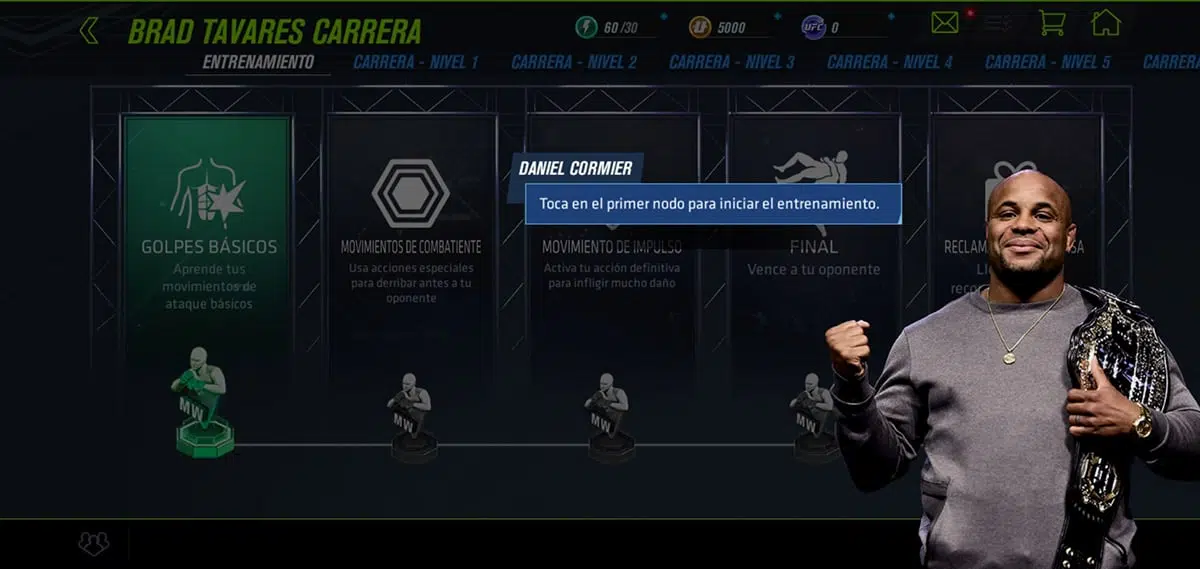 BRAD TAVARES CARRERA
60/30
5000
UFC
0
ENTRENAMIENTO
CARRERA - NIVEL 1
CARRERA - NIVEL 2
CARRERA - NIVEL 3
CARRERA - NIVEL 4
CARRERA - NIVEL 5
CARRERA
DANIEL CORMIER
Toca en el primer nodo para iniciar el entrenamiento.
GOLPES BÁSICOS
Aprende tus
movimientos de
ataque básicos
MOVIMIENTOS DE COMBATIENTE
Usa acciones especiales
para derribar antes a tu
oponente
MOVIMIENTO DE IMPULSO
Activa tu acción definitiva
para infligir mucho daño
FINAL
Vence a tu oponente
MW
MW
MW
MW